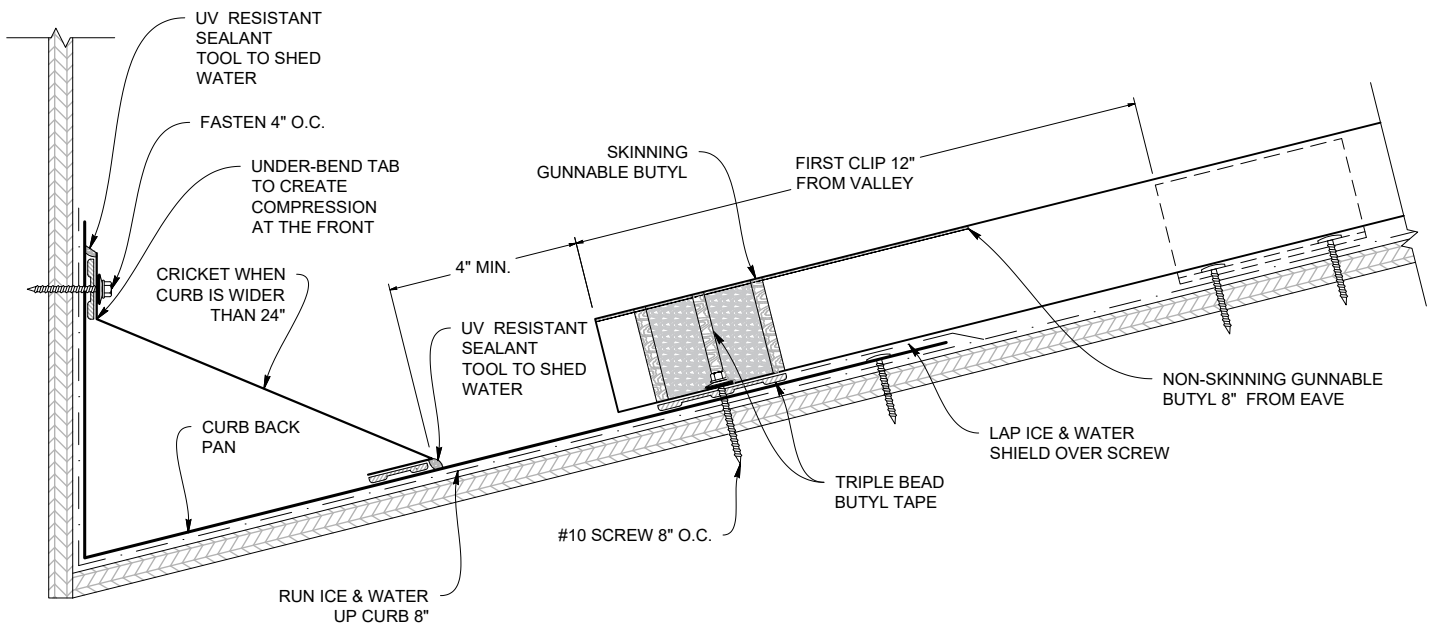 UV RESISTANT
SEALANT
TOOL TO SHED
WATER
FASTEN 4" O.C.
UNDER-BEND TAB
TO CREATE
COMPRESSION
AT THE FRONT
CRICKET WHEN
CURB IS WIDER
THAN 24"
CURB BACK
PAN
RUN ICE & WATER
UP CURB 8"
4" MIN.
UV RESISTANT
SEALANT
TOOL TO SHED
WATER
SKINNING
GUNNABLE BUTYL
FIRST CLIP 12"
FROM VALLEY
NON-SKINNING GUNNABLE
BUTYL 8" FROM EAVE
LAP ICE & WATER
SHIELD OVER SCREW
TRIPLE BEAD
BUTYL TAPE
#10 SCREW 8" O.C.